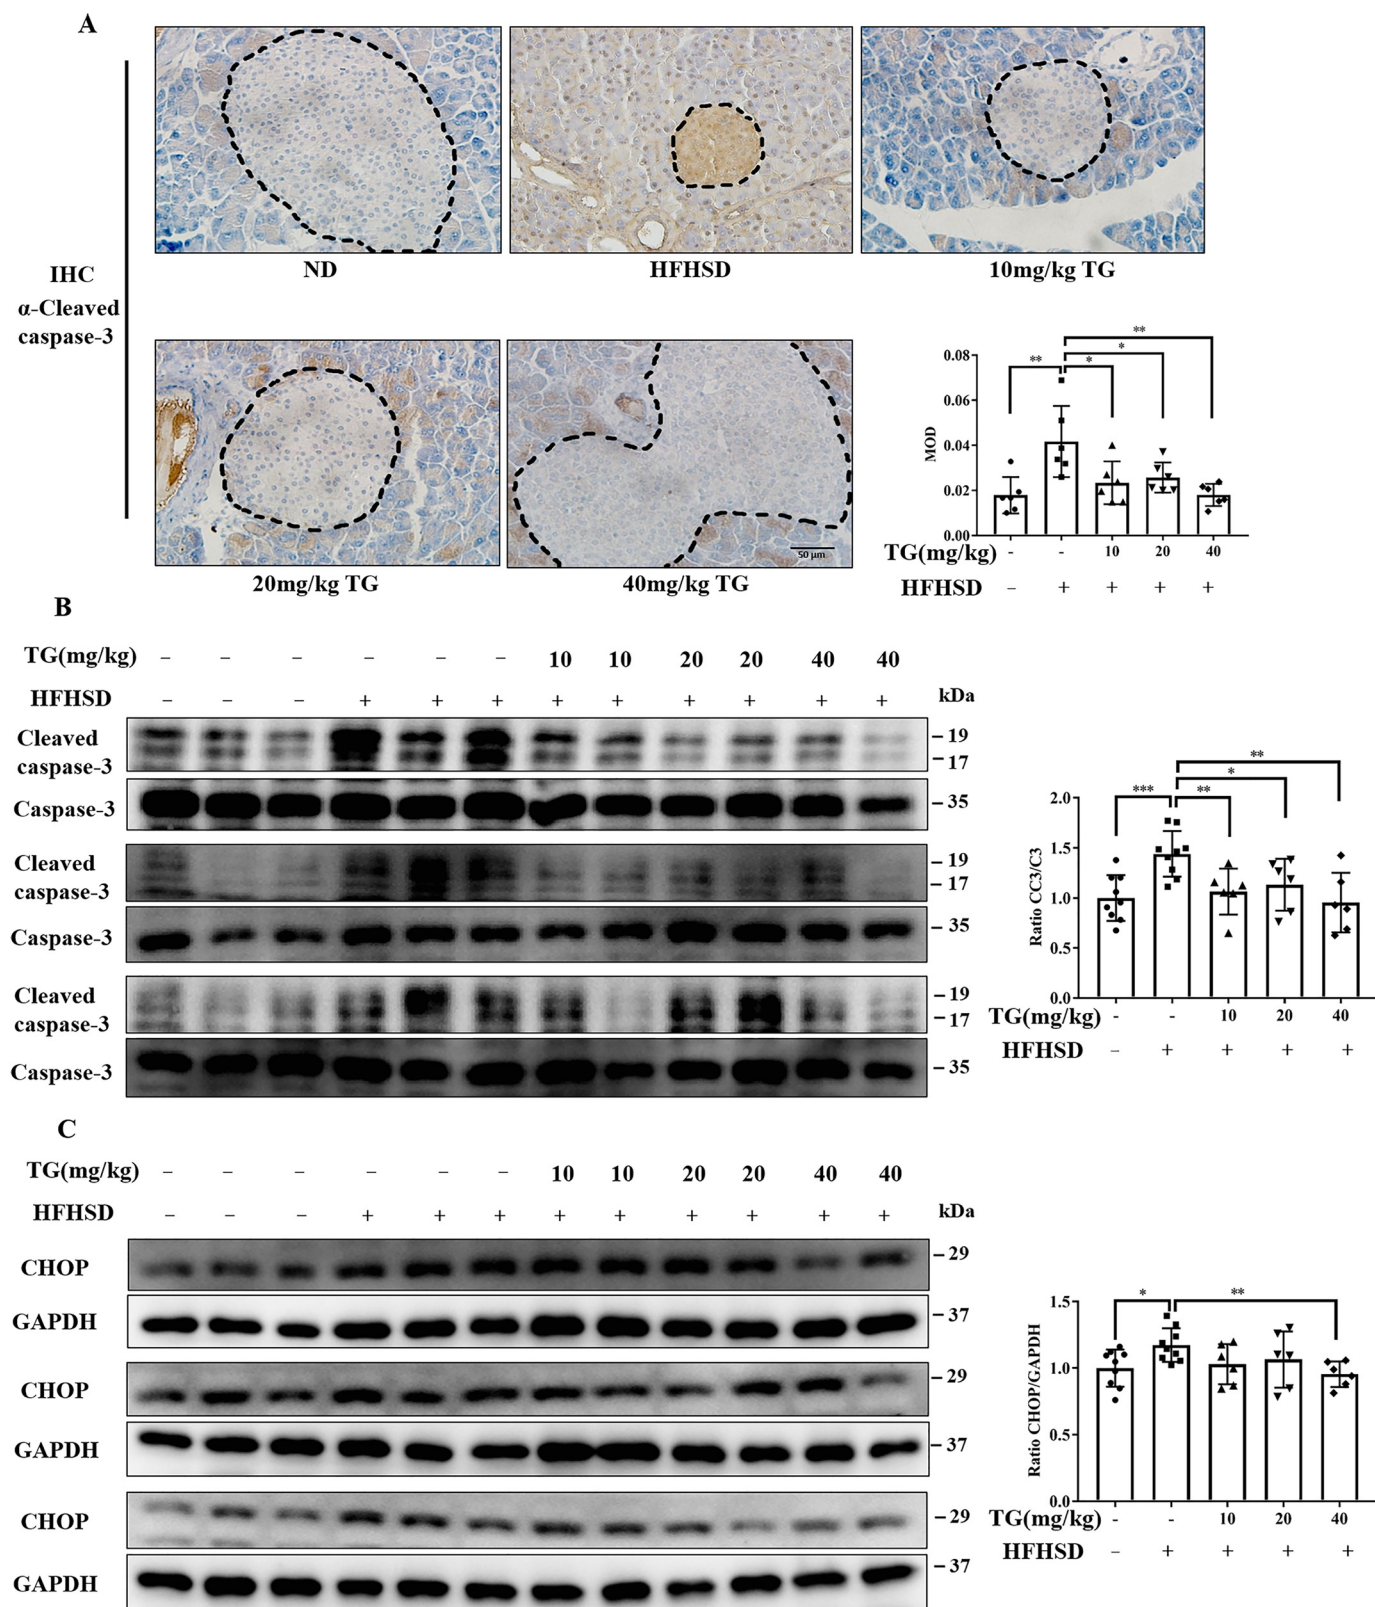 A
IHC
α-Cleaved
caspase-3
ND
HFHSD
10mg/kg TG
20mg/kg TG
50 μm
40mg/kg TG
** * * **
MOD
0.08
0.06
0.04
0.02
0.00
TG(mg/kg) - - 10 20 40
HFHSD – + + + +
B
TG(mg/kg) – – – – – – 10 10 20 20 40 40
HFHSD – – – + + + + + + + + + kDa
Cleaved
caspase-3
– 19
– 17
Caspase-3 – 35
Cleaved
caspase-3
– 19
– 17
Caspase-3 – 35
Cleaved
caspase-3
– 19
– 17
Caspase-3 – 35
*** ** * **
Ratio CC3/C3
2.0
1.5
1.0
0.5
0.0
TG(mg/kg) - - 10 20 40
HFHSD – + + + +
C
TG(mg/kg) – – – – – – 10 10 20 20 40 40
HFHSD – – – + + + + + + + + + kDa
CHOP – 29
GAPDH – 37
CHOP – 29
GAPDH – 37
CHOP – 29
GAPDH – 37
* **
Ratio CHOP/GAPDH
1.5
1.0
0.5
0.0
TG(mg/kg) - - 10 20 40
HFHSD – + + + +